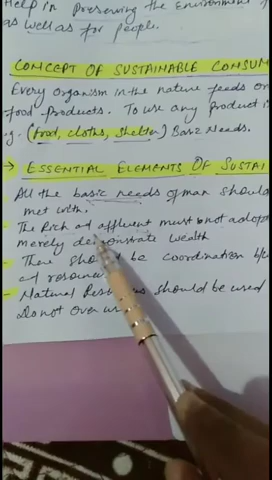 Help in preserving the environment
as well as for people.
CONCEPT OF SUSTAINABLE CONSUM
Every organism in the nature feeds on
food products. To use any product is
e.g. (food, cloths, shelter) Basic Needs.
→ ESSENTIAL ELEMENTS OF SUSTAI
- All the basic needs of man should
met with.
- The Rich and affluent must not adopt
Merely demonstrate wealth
- There should be coordination b/w
of resour
- Natural Res s should be used
Do not over us